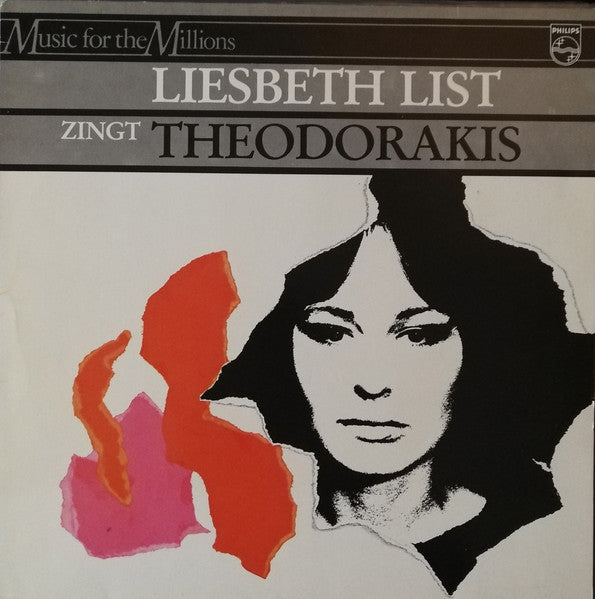 Music for the Millions
PHILIPS
LIESBETH LIST
ZINGT THEODORAKIS